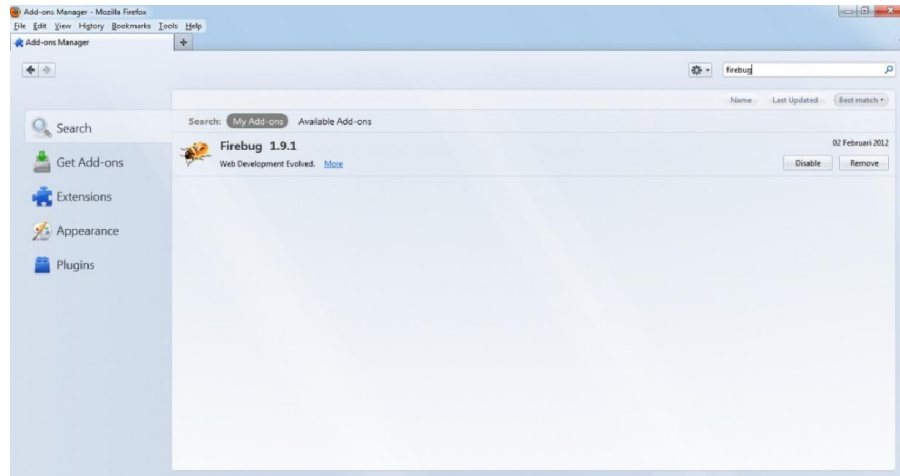 Add-ons Manager - Mozilla Firefox
File Edit View History Bookmarks Tools Help
Add-ons Manager +
firebug
Name Last Updated Best match
Search
Search: My Add-ons Available Add-ons
Firebug 1.9.1 02 Februari 2012
Web Development Evolved. More Disable Remove
Get Add-ons
Extensions
Appearance
Plugins